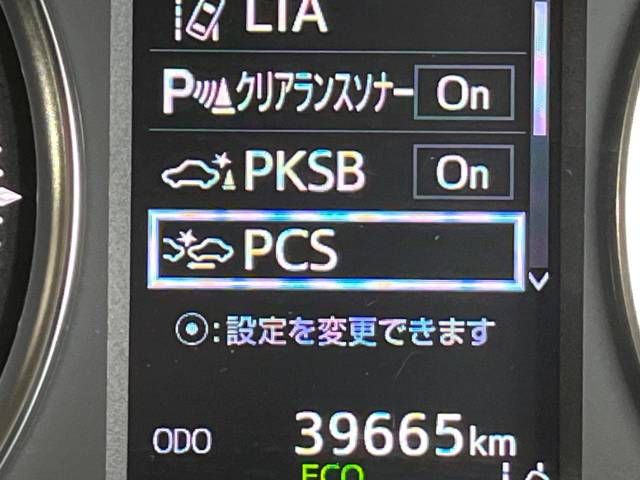 LTA
P クリアランスソナー On
PKSB On
PCS
:設定を変更できます
ODO 39665km
ECO